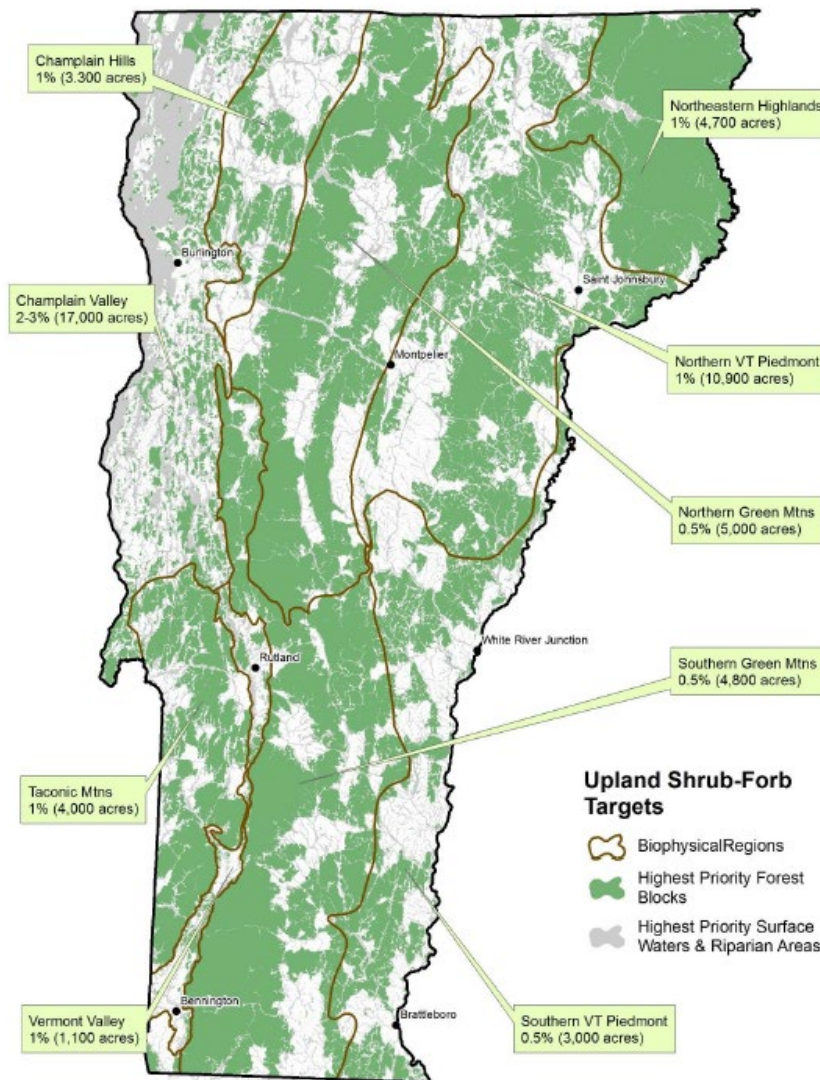 Champlain Hills
1% (3.300 acres)
Northeastern Highlands
1% (4,700 acres)
Burlington
Saint Johnsbury
Champlain Valley
2-3% (17,000 acres)
Montpelier
Northern VT Piedmont
1% (10,900 acres)
Northern Green Mtns
0.5% (5,000 acres)
White River Junction
Rutland
Southern Green Mtns
0.5% (4,800 acres)
Taconic Mtns
1% (4,000 acres)
Upland Shrub-Forb
Targets
BiophysicalRegions
Highest Priority Forest
Blocks
Highest Priority Surface
Waters & Riparian Areas
Bennington
Brattleboro
Vermont Valley
1% (1,100 acres)
Southern VT Piedmont
0.5% (3,000 acres)